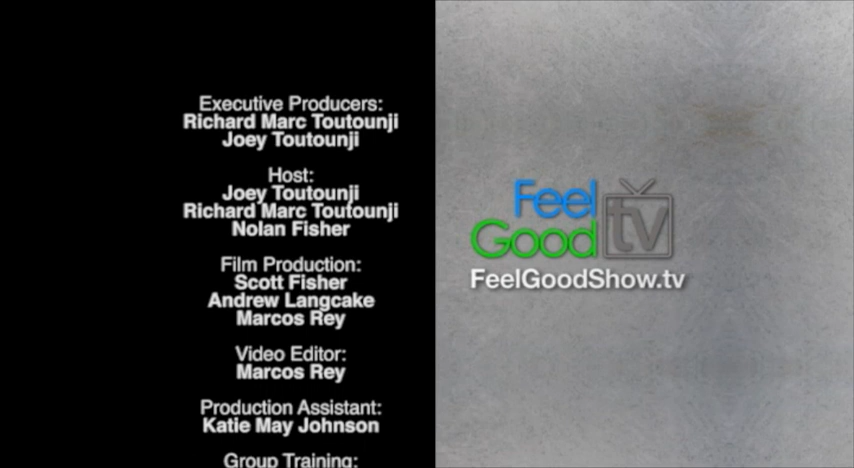 Executive Producers:
Richard Marc Toutounji
Joey Toutounji
Host:
Joey Toutounji
Richard Marc Toutounji
Nolan Fisher
Film Production:
Scott Fisher
Andrew Langcake
Marcos Rey
Video Editor:
Marcos Rey
Production Assistant:
Katie May Johnson
Group Training:
Feel
Good tv
FeelGoodShow.tv